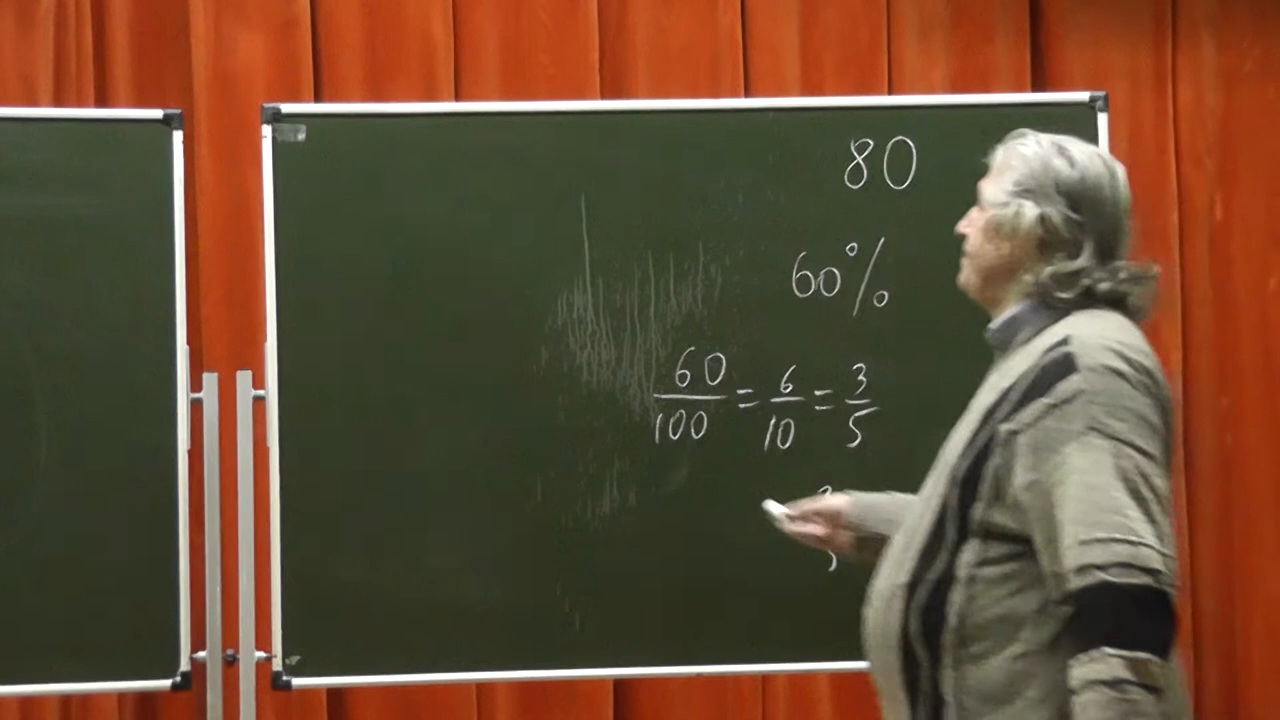 80
60%
60/100 = 6/10 = 3/5